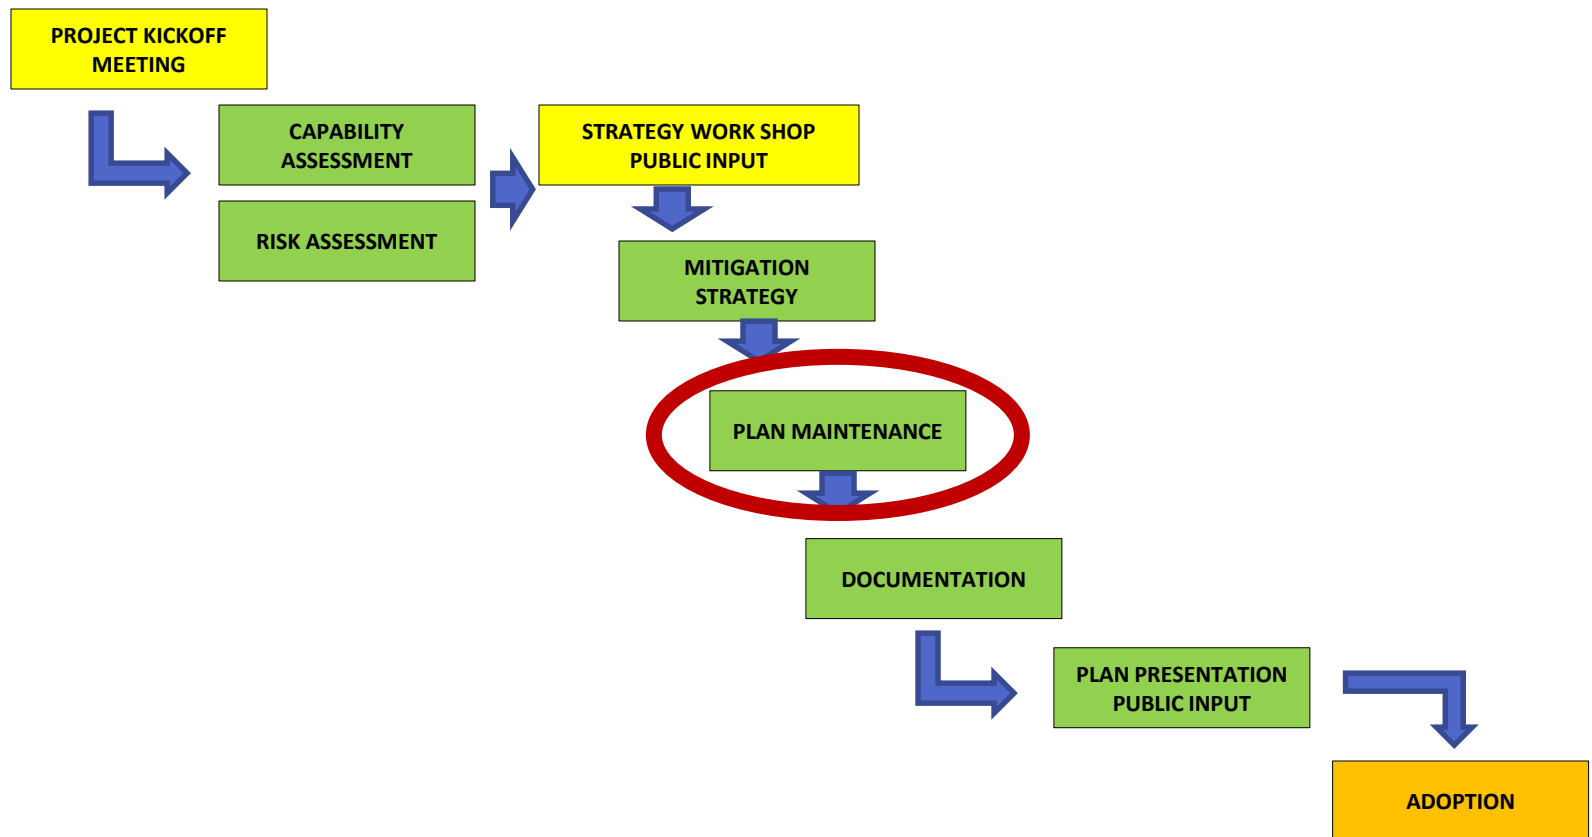 PROJECT KICKOFF
MEETING
CAPABILITY
ASSESSMENT
STRATEGY WORK SHOP
PUBLIC INPUT
RISK ASSESSMENT
MITIGATION
STRATEGY
PLAN MAINTENANCE
DOCUMENTATION
PLAN PRESENTATION
PUBLIC INPUT
ADOPTION